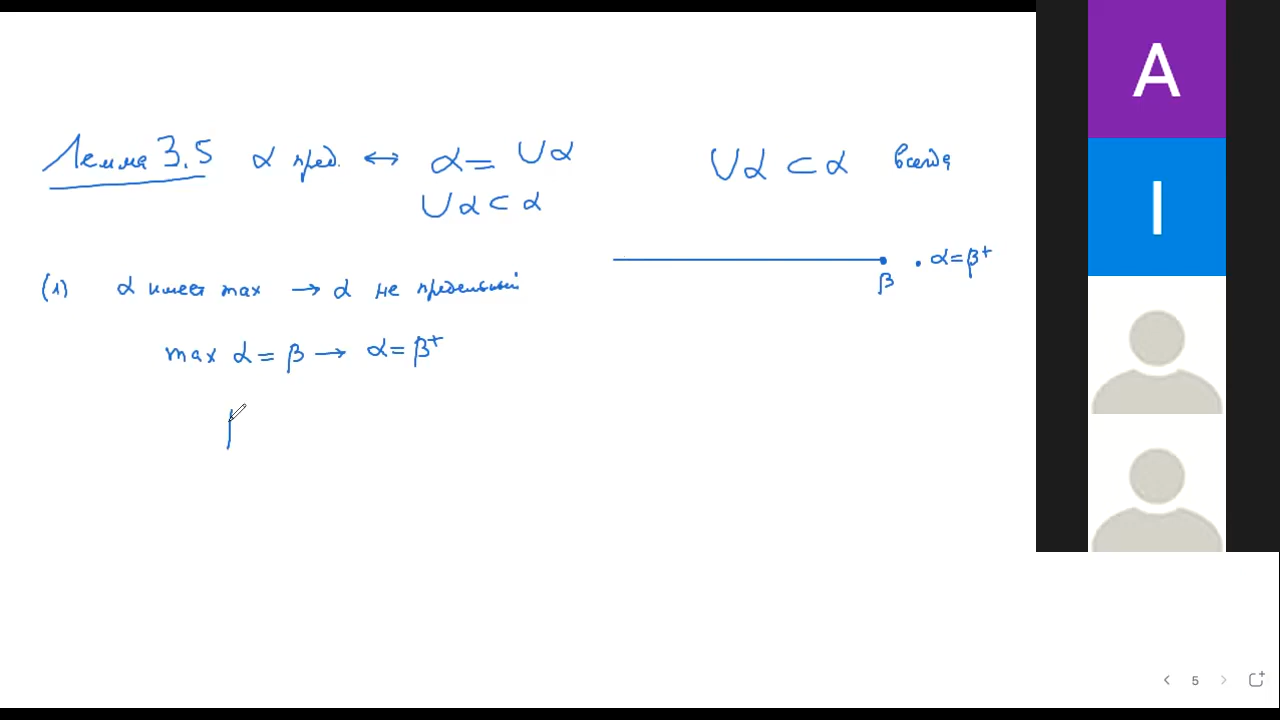 Лемма 3.5 α пред. ↔ α = ∪α ∪α ⊂ α всегда
∪α ⊂ α
β . α = β⁺
(1) α имеет max → α не предельный
max α = β → α = β⁺
A
I
5